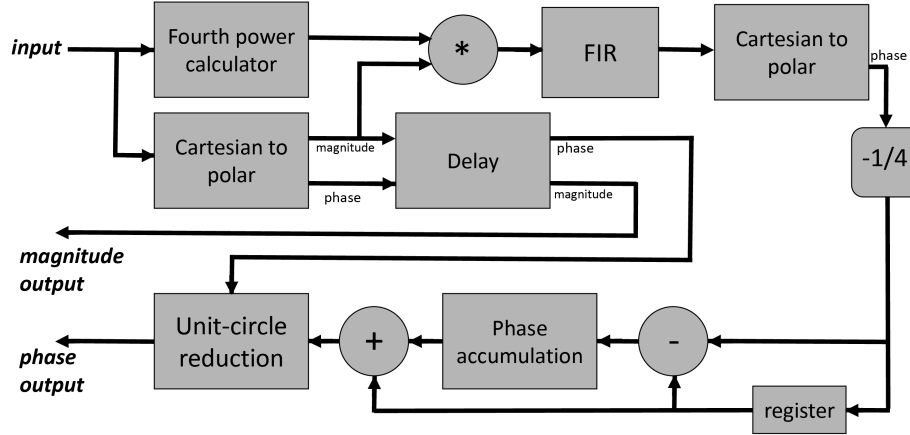 input
Fourth power
calculator
*
FIR
Cartesian to
polar
phase
-1/4
Cartesian to
polar
magnitude
phase
Delay
phase
magnitude
magnitude
output
Unit-circle
reduction
+
Phase
accumulation
-
phase
output
register